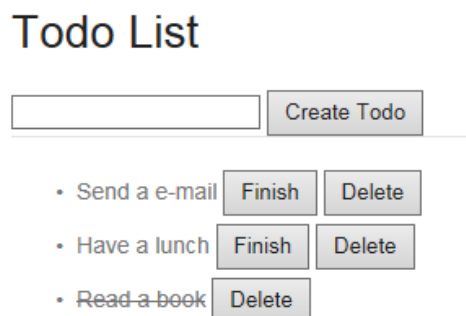 Todo List
Create Todo
• Send a e-mail Finish Delete
• Have a lunch Finish Delete
• Read a book Delete